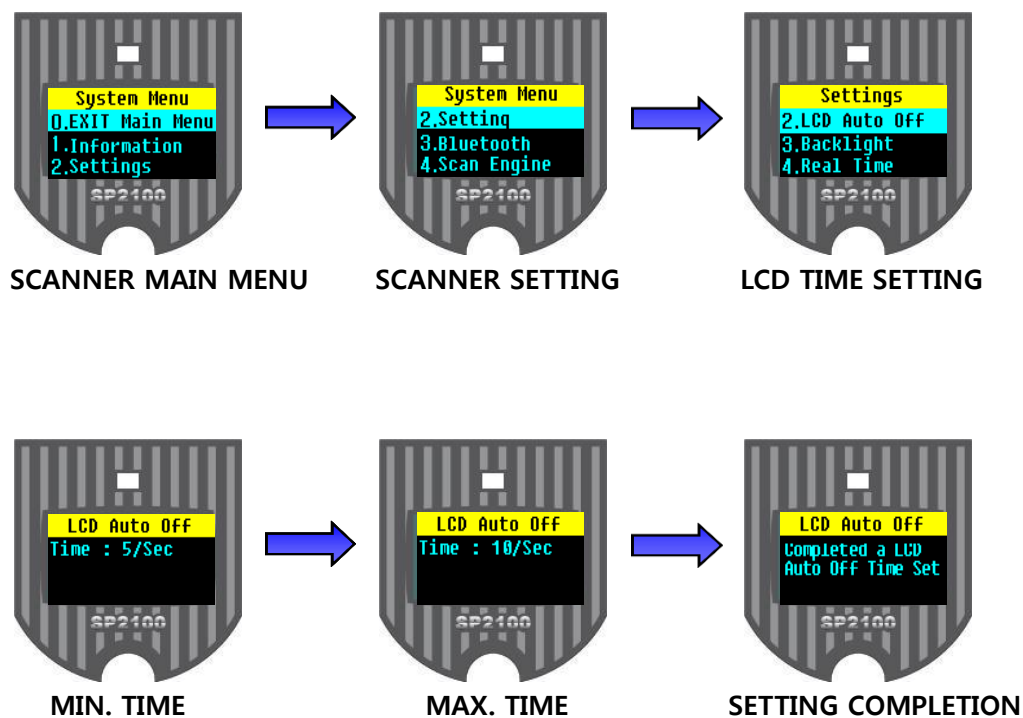 System Menu
0.EXIT Main Menu
1.Information
2.Settings
SP2100
SCANNER MAIN MENU
System Menu
2.Setting
3.Bluetooth
4.Scan Engine
SP2100
SCANNER SETTING
Settings
2.LCD Auto Off
3.Backlight
4.Real Time
SP2100
LCD TIME SETTING
LCD Auto Off
Time : 5/Sec
SP2100
MIN. TIME
LCD Auto Off
Time : 10/Sec
SP2100
MAX. TIME
LCD Auto Off
Completed a LCD
Auto Off Time Set
SP2100
SETTING COMPLETION